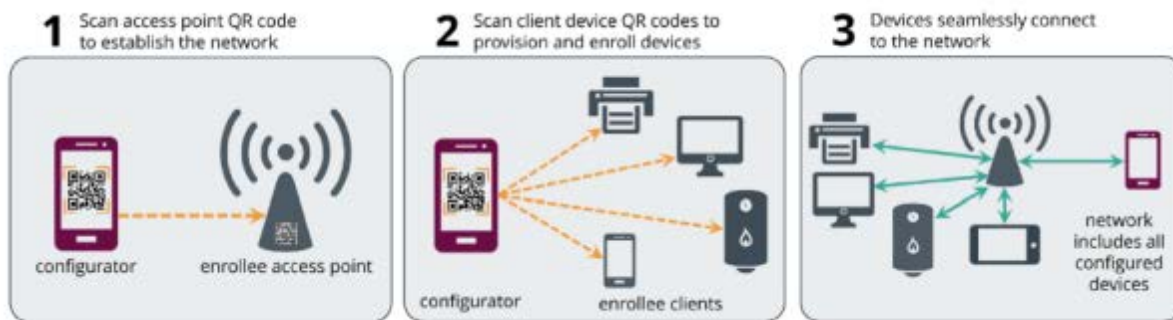 1 Scan access point QR code
to establish the network
configurator
enrollee access point
2 Scan client device QR codes to
provision and enroll devices
configurator
enrollee clients
3 Devices seamlessly connect
to the network
network
includes all
configured
devices